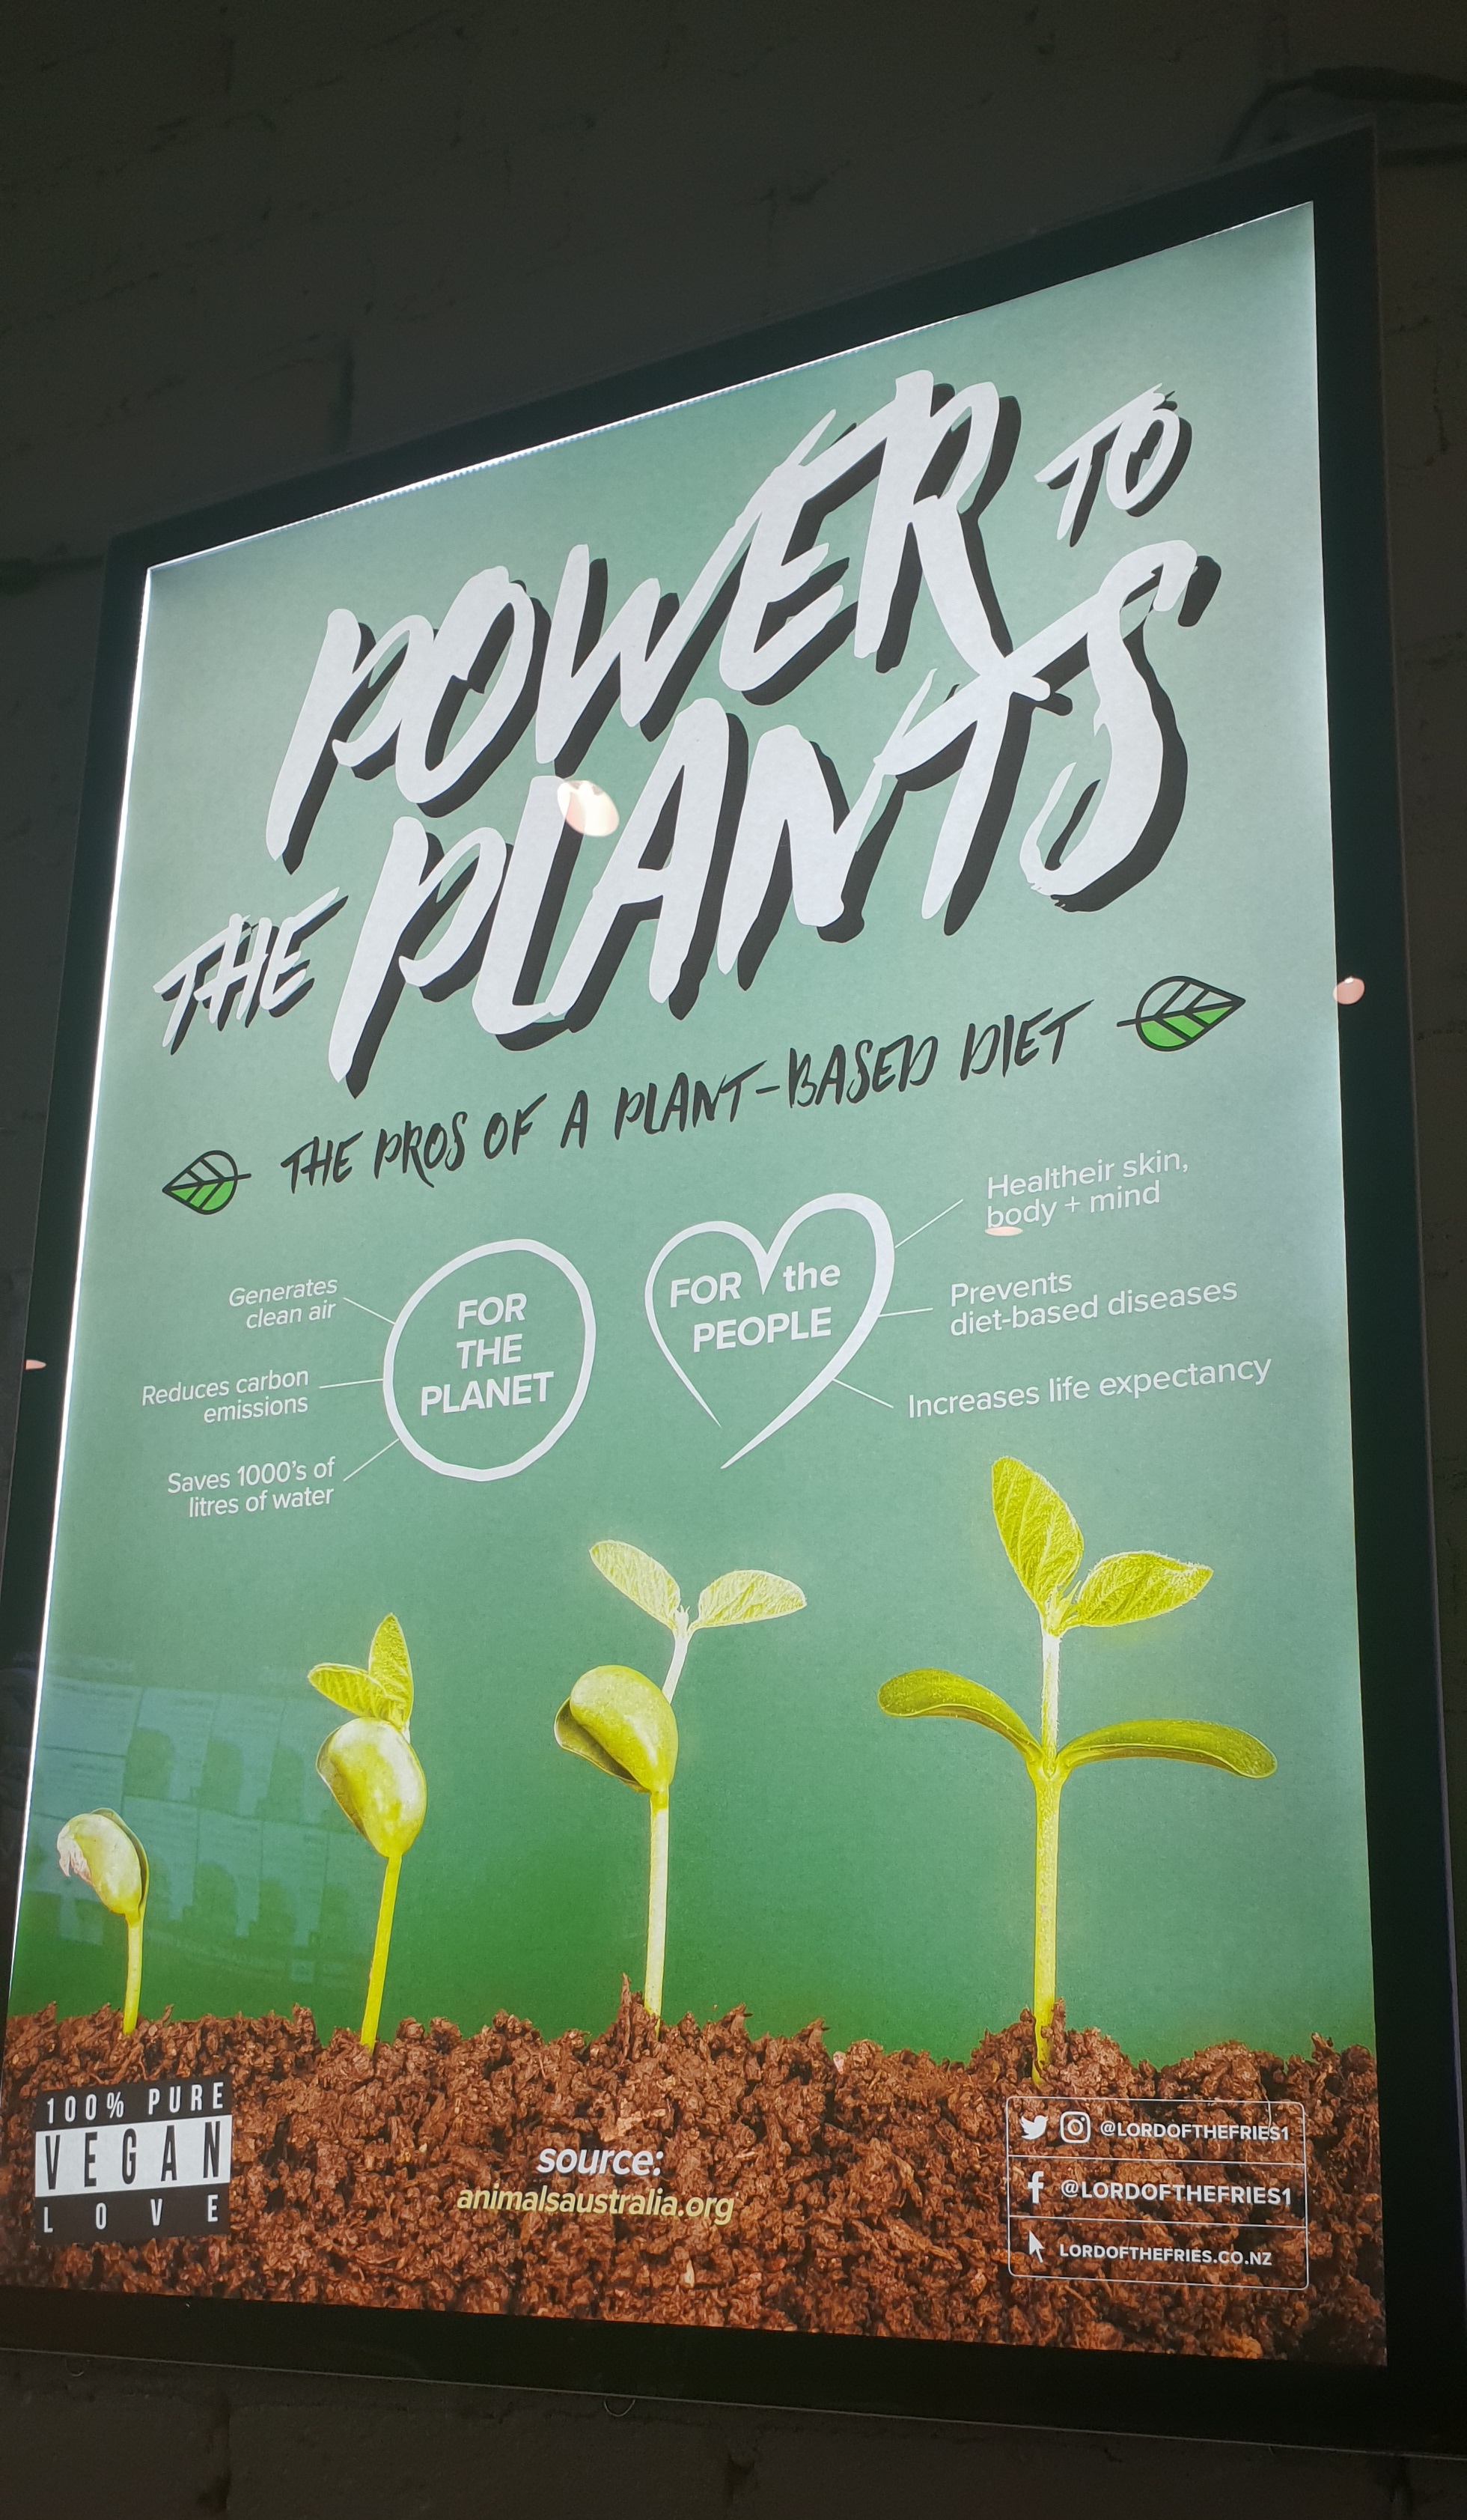 POWER TO
THE PLANTS
THE PROS OF A PLANT-BASED DIET
Generates
clean air
Reduces carbon
emissions
Saves 1000's of
litres of water
FOR
THE
PLANET
FOR the
PEOPLE
Healtheir skin,
body + mind
Prevents
diet-based diseases
Increases life expectancy
100% PURE
VEGAN
LOVE
source:
animalsaustralia.org
@LORDOFTHEFRIES1
@LORDOFTHEFRIES1
LORDOFTHEFRIES.CO.NZ